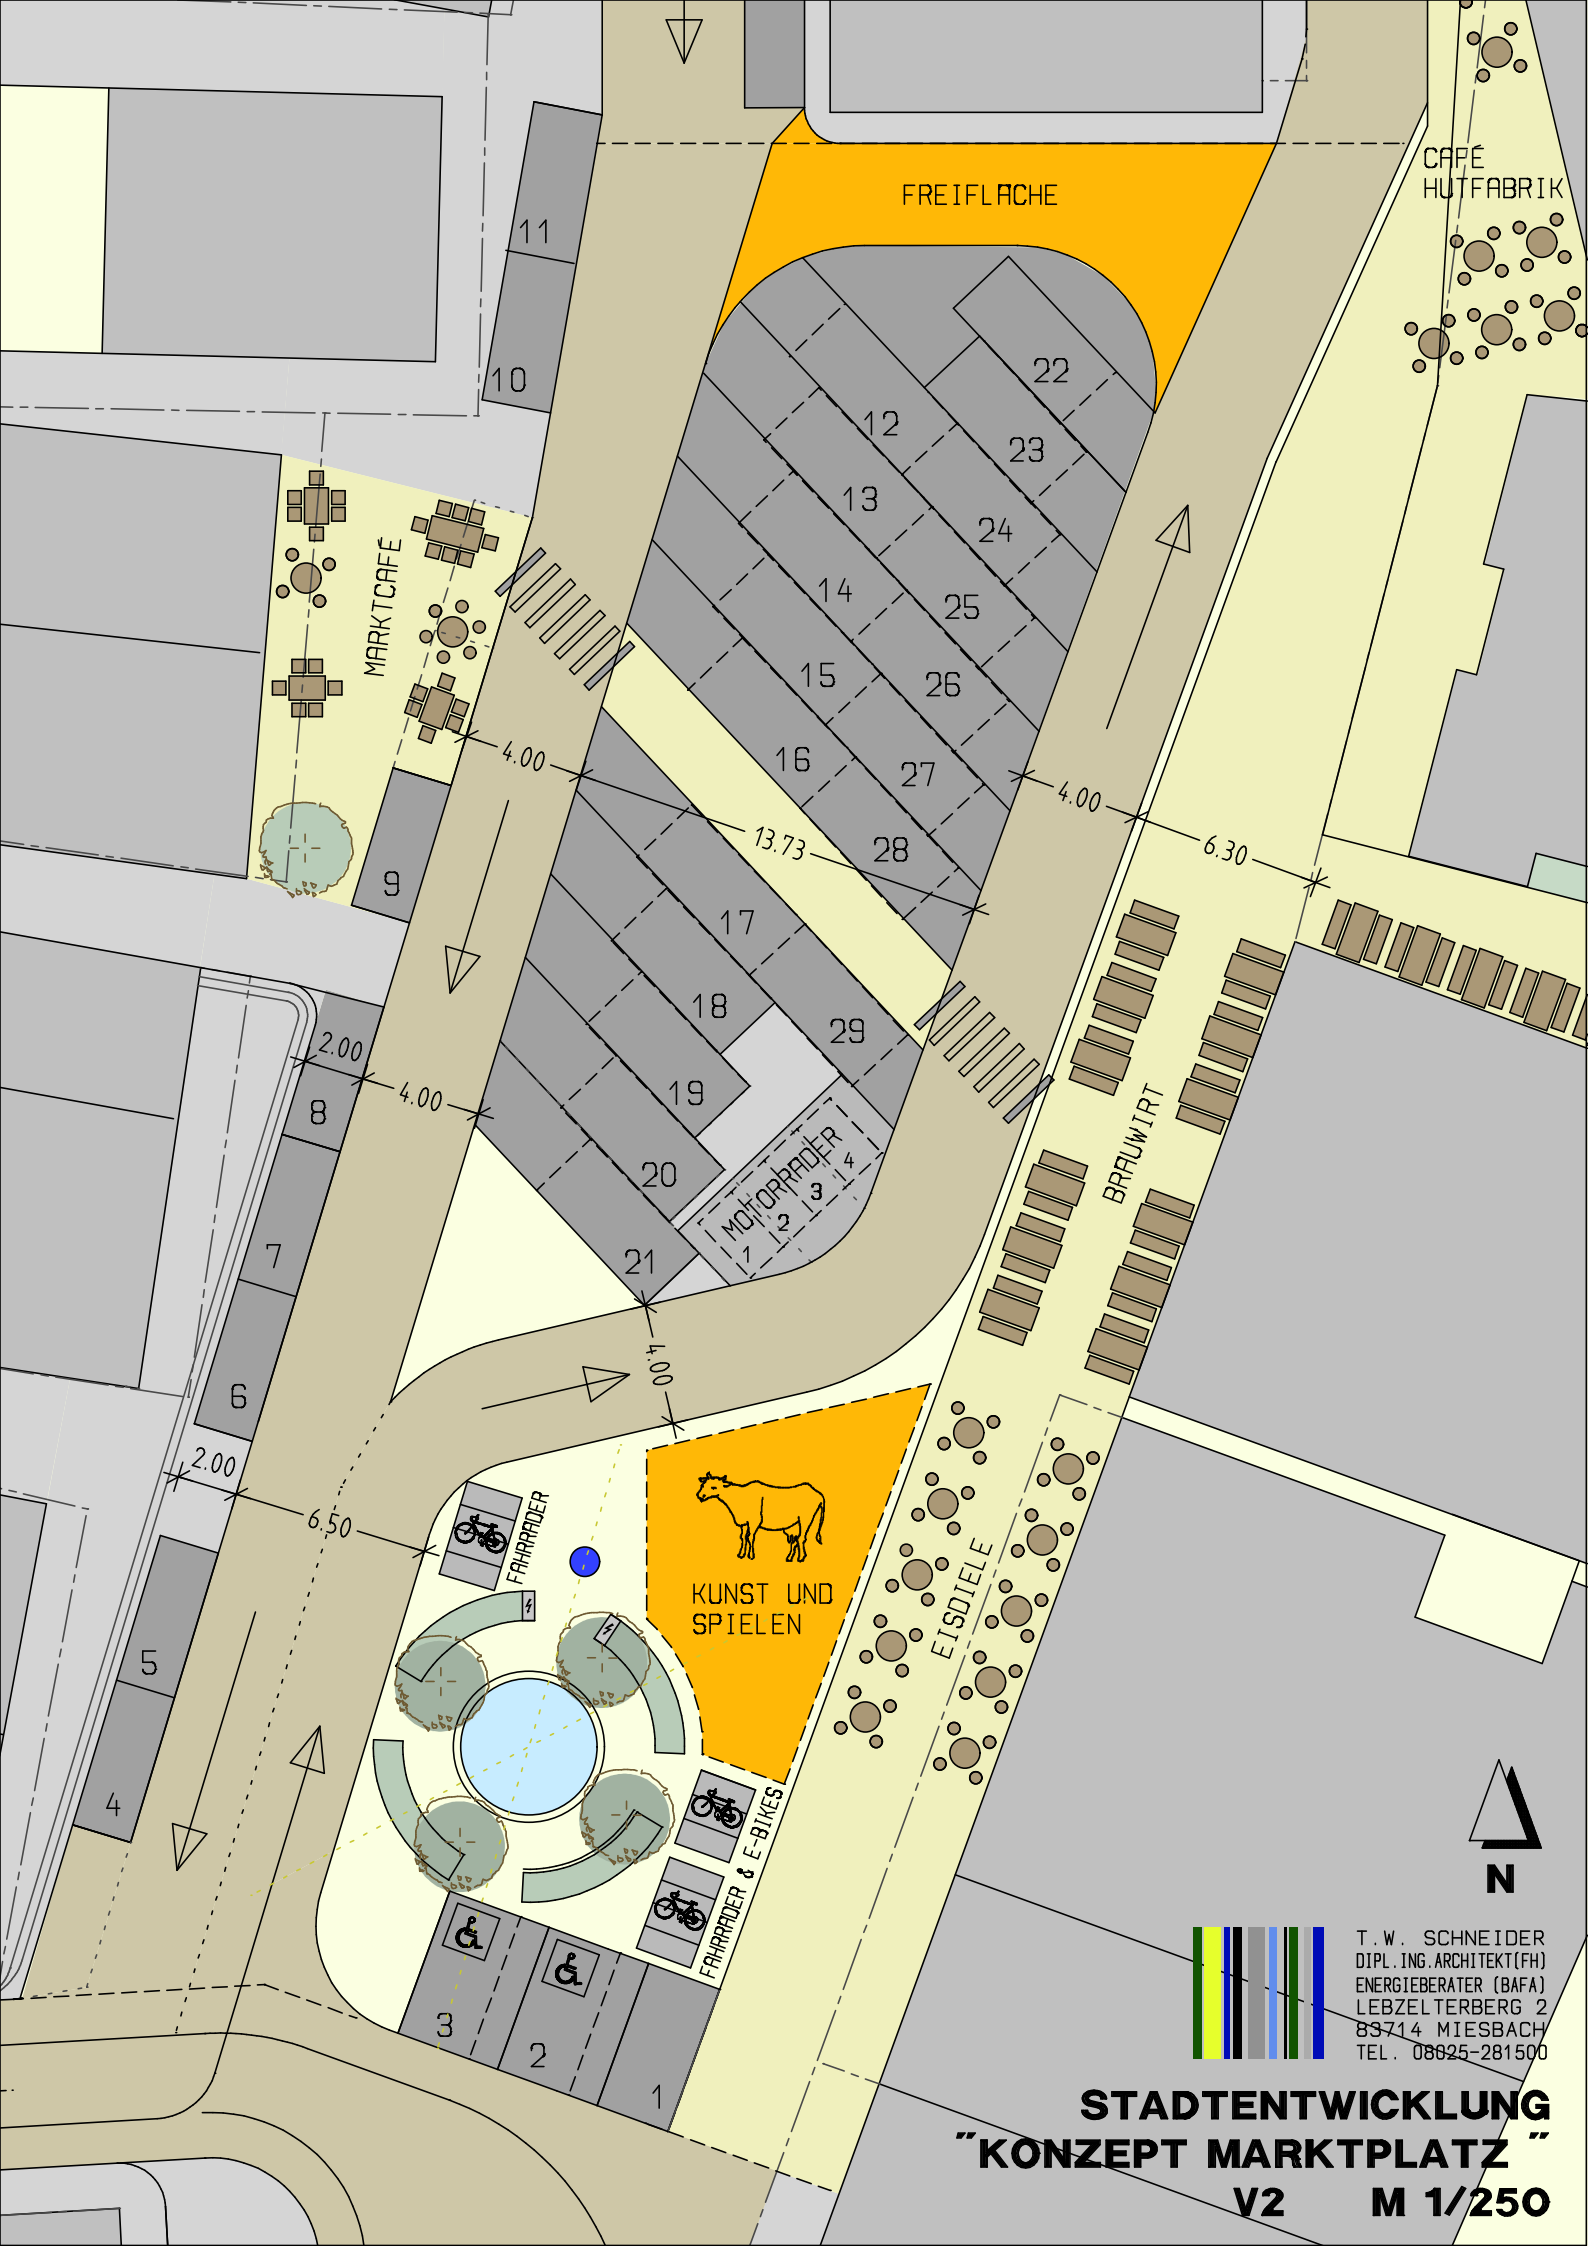 FREIFLÄCHE
CAFÉ
HUTFABRIK
11
10
22
12
23
13
24
14
25
15
26
16
27
28
MARKTCAFÉ
4.00
13.73
4.00
6.30
9
17
18
29
19
20
21
2.00
8
4.00
7
6
MOTORRÄDER
1
2
3
4
BRAUWIRT
4.00
2.00
6.50
FAHRRÄDER
KUNST UND
SPIELEN
EISDIELE
5
4
FAHRRÄDER & E-BIKES
3
2
1
N
T.W. SCHNEIDER
DIPL.ING.ARCHITEKT(FH)
ENERGIEBERATER (BAFA)
LEBZELTERBERG 2
83714 MIESBACH
TEL. 08025-281500
STADTENTWICKLUNG
"KONZEPT MARKTPLATZ "
V2 M 1/250